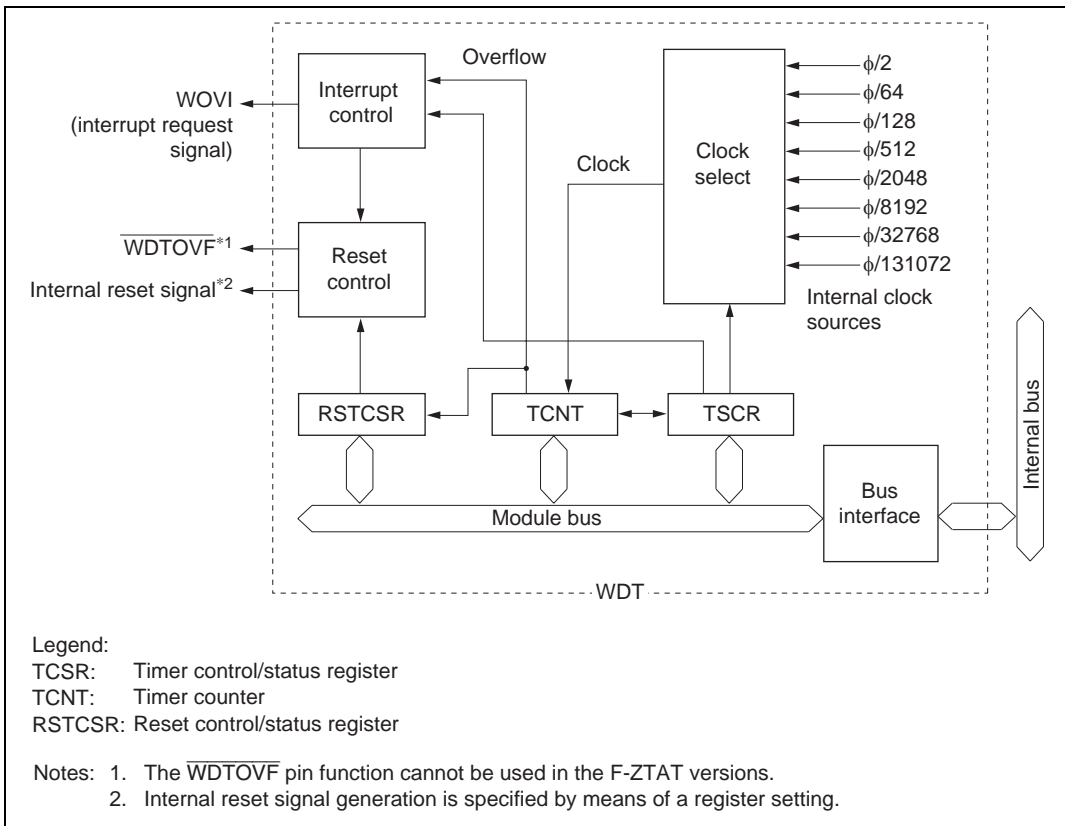 Overflow
Interrupt
control
WOVI
(interrupt request
signal)
Clock
Clock
select
ϕ/2
ϕ/64
ϕ/128
ϕ/512
ϕ/2048
ϕ/8192
ϕ/32768
ϕ/131072
Internal clock
sources
WDTOVF*1
Internal reset signal*2
Reset
control
RSTCSR
TCNT
TSCR
Module bus
Bus
interface
Internal bus
WDT
Legend:
TCSR: Timer control/status register
TCNT: Timer counter
RSTCSR: Reset control/status register
Notes: 1. The WDTOVF pin function cannot be used in the F-ZTAT versions.
2. Internal reset signal generation is specified by means of a register setting.